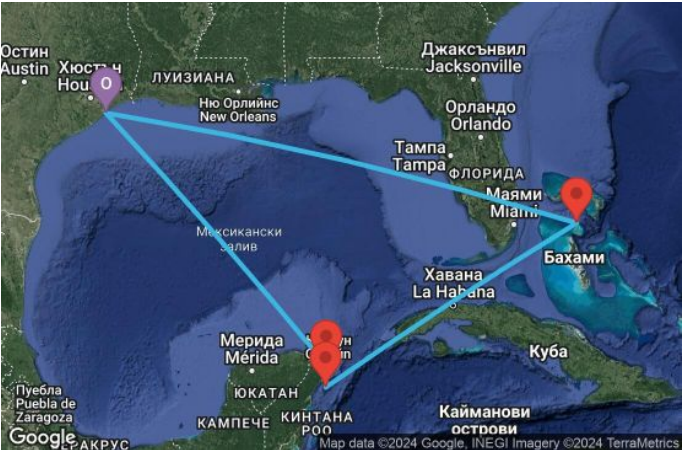 Остин
Austin
Хюстън
ЛУИЗИАНА
Ню Орлийнс
New Orleans
Джаксънвил
Jacksonville
Орландо
Orlando
Тампа
Tampa
ФЛОРИДА
Маями
Miami
Бахами
O
Мексикански
залив
Хавана
La Habana
Мерида
Mérida
ЮКАТАН
Куба
Пуебла
Puebla de
Zaragoza
КАМПЕЧЕ
КИНТАНА
РОО
Кайманови
острови
Google
Map data ©2024 Google, INEGI Imagery ©2024 TerraMetrics